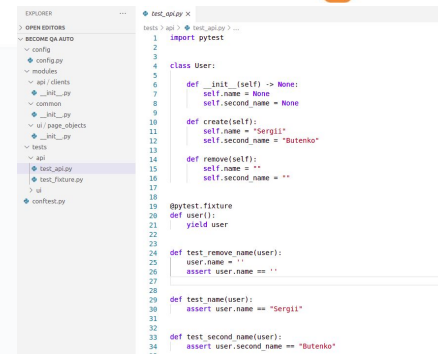 EXPLORER ...
OPEN EDITORS
BECOME QA AUTO
config
config.py
modules
api / clients
__init__.py
common
__init__.py
ui / page_objects
__init__.py
tests
api
test_api.py
test_fixture.py
ui
conftest.py
test_api.py ×
tests > api > test_api.py > ...
1 import pytest
2
3
4 class User:
5
6     def __init__(self) -> None:
7         self.name = None
8         self.second_name = None
9
10     def create(self):
11         self.name = "Sergii"
12         self.second_name = "Butenko"
13
14     def remove(self):
15         self.name = ""
16         self.second_name = ""
17
18
19 @pytest.fixture
20 def user():
21     yield user
22
23
24 def test_remove_name(user):
25     user.name = ''
26     assert user.name == ''
27
28
29 def test_name(user):
30     assert user.name == "Sergii"
31
32
33 def test_second_name(user):
34     assert user.second_name == "Butenko"